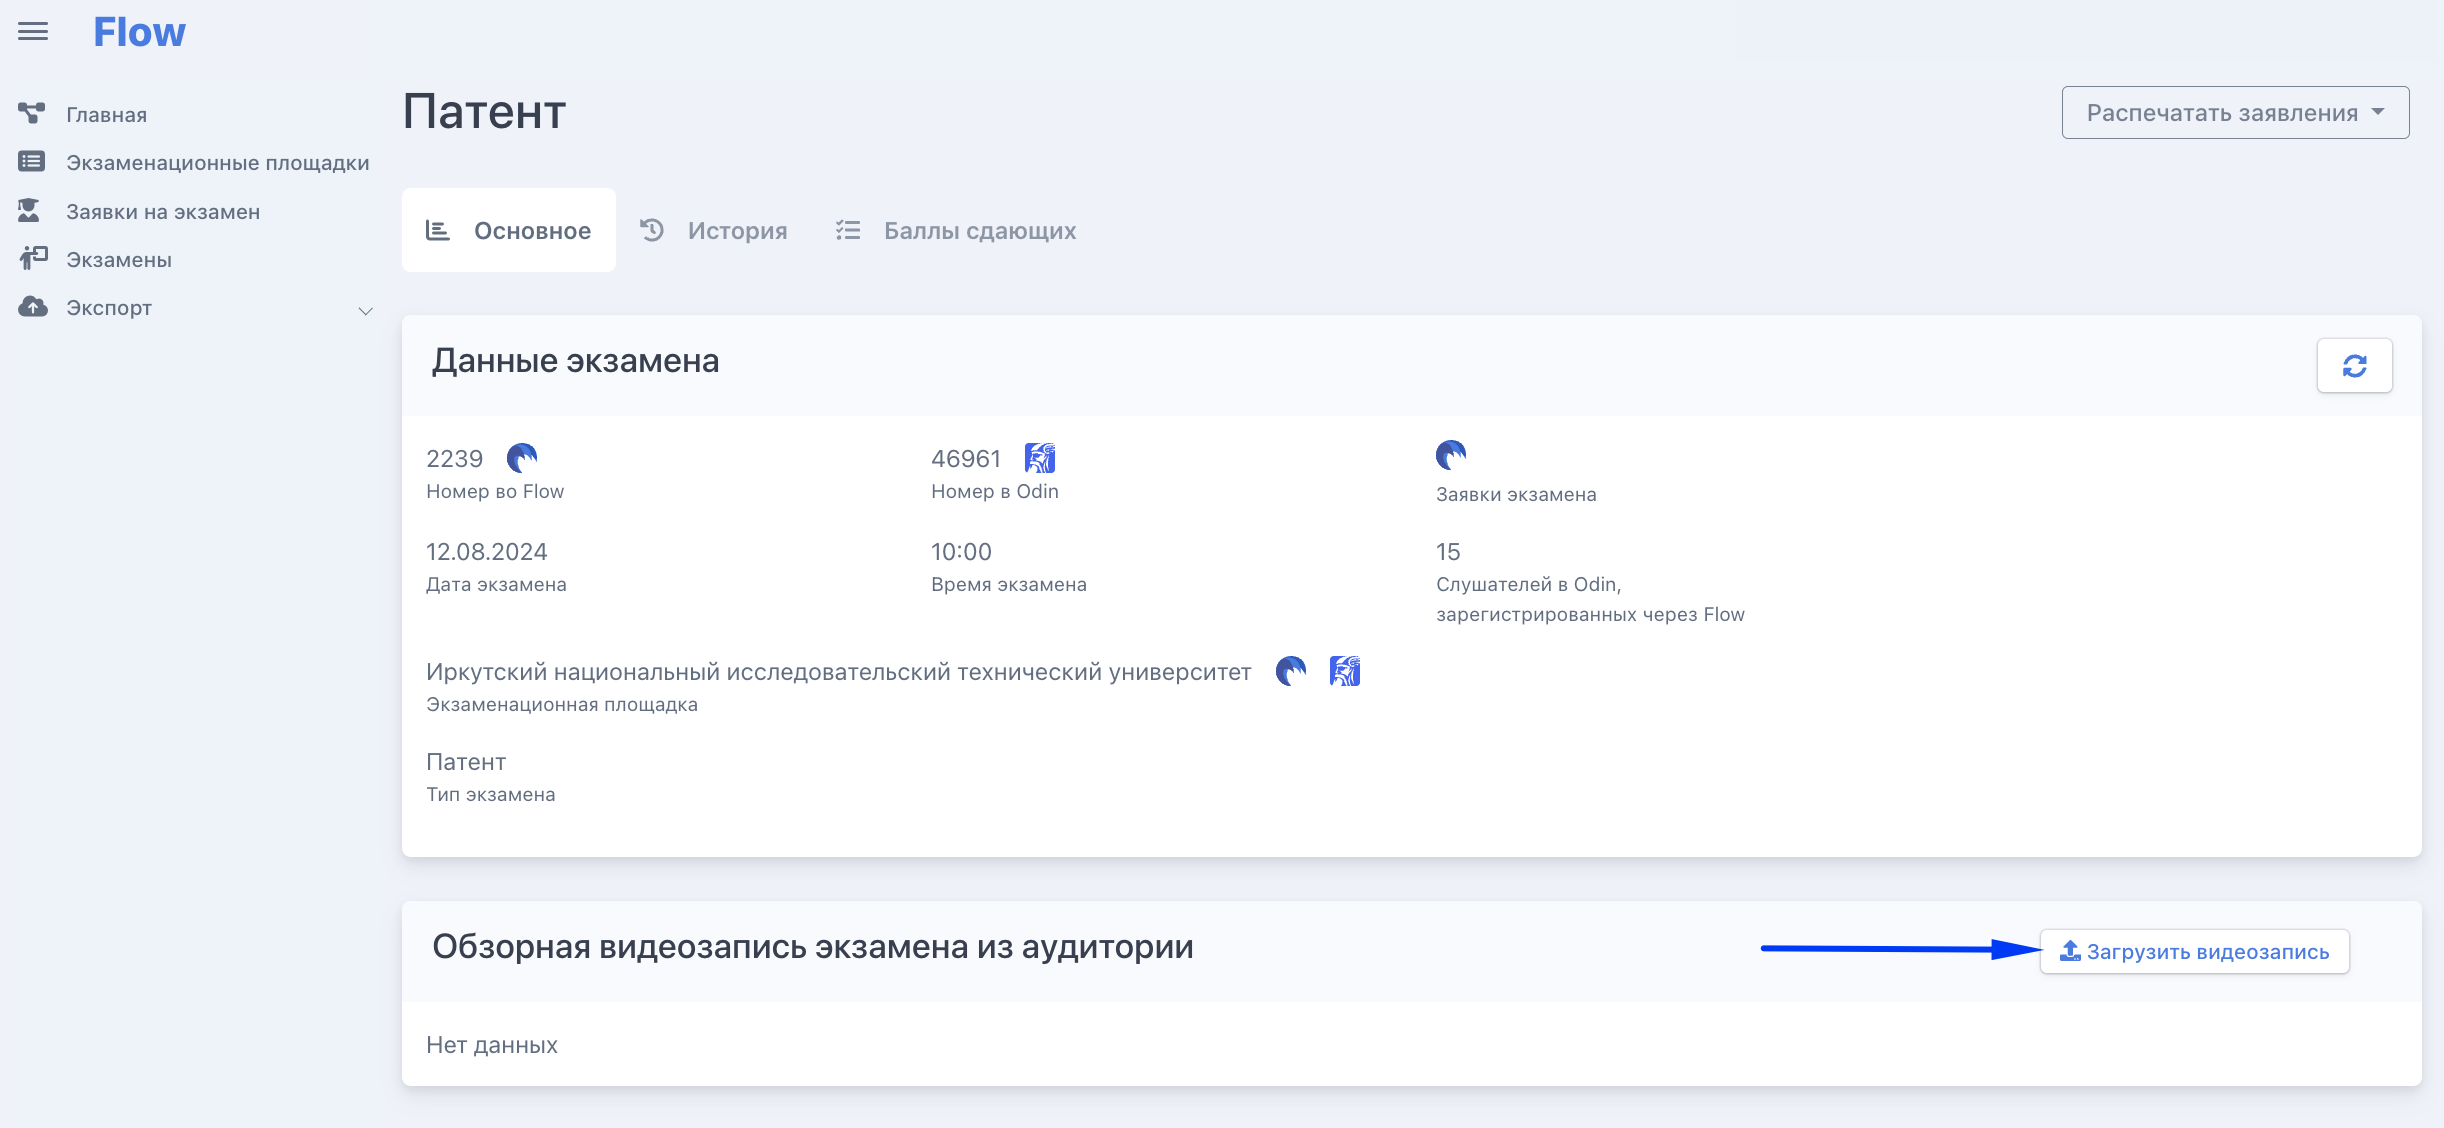 Flow
Главная
Экзаменационные площадки
Заявки на экзамен
Экзамены
Экспорт
Патент
Распечатать заявления
Основное
История
Баллы сдающих
Данные экзамена
2239
Номер во Flow
46961
Номер в Odin
Заявки экзамена
12.08.2024
Дата экзамена
10:00
Время экзамена
15
Слушателей в Odin,
зарегистрированных через Flow
Иркутский национальный исследовательский технический университет
Экзаменационная площадка
Патент
Тип экзамена
Обзорная видеозапись экзамена из аудитории
Загрузить видеозапись
Нет данных